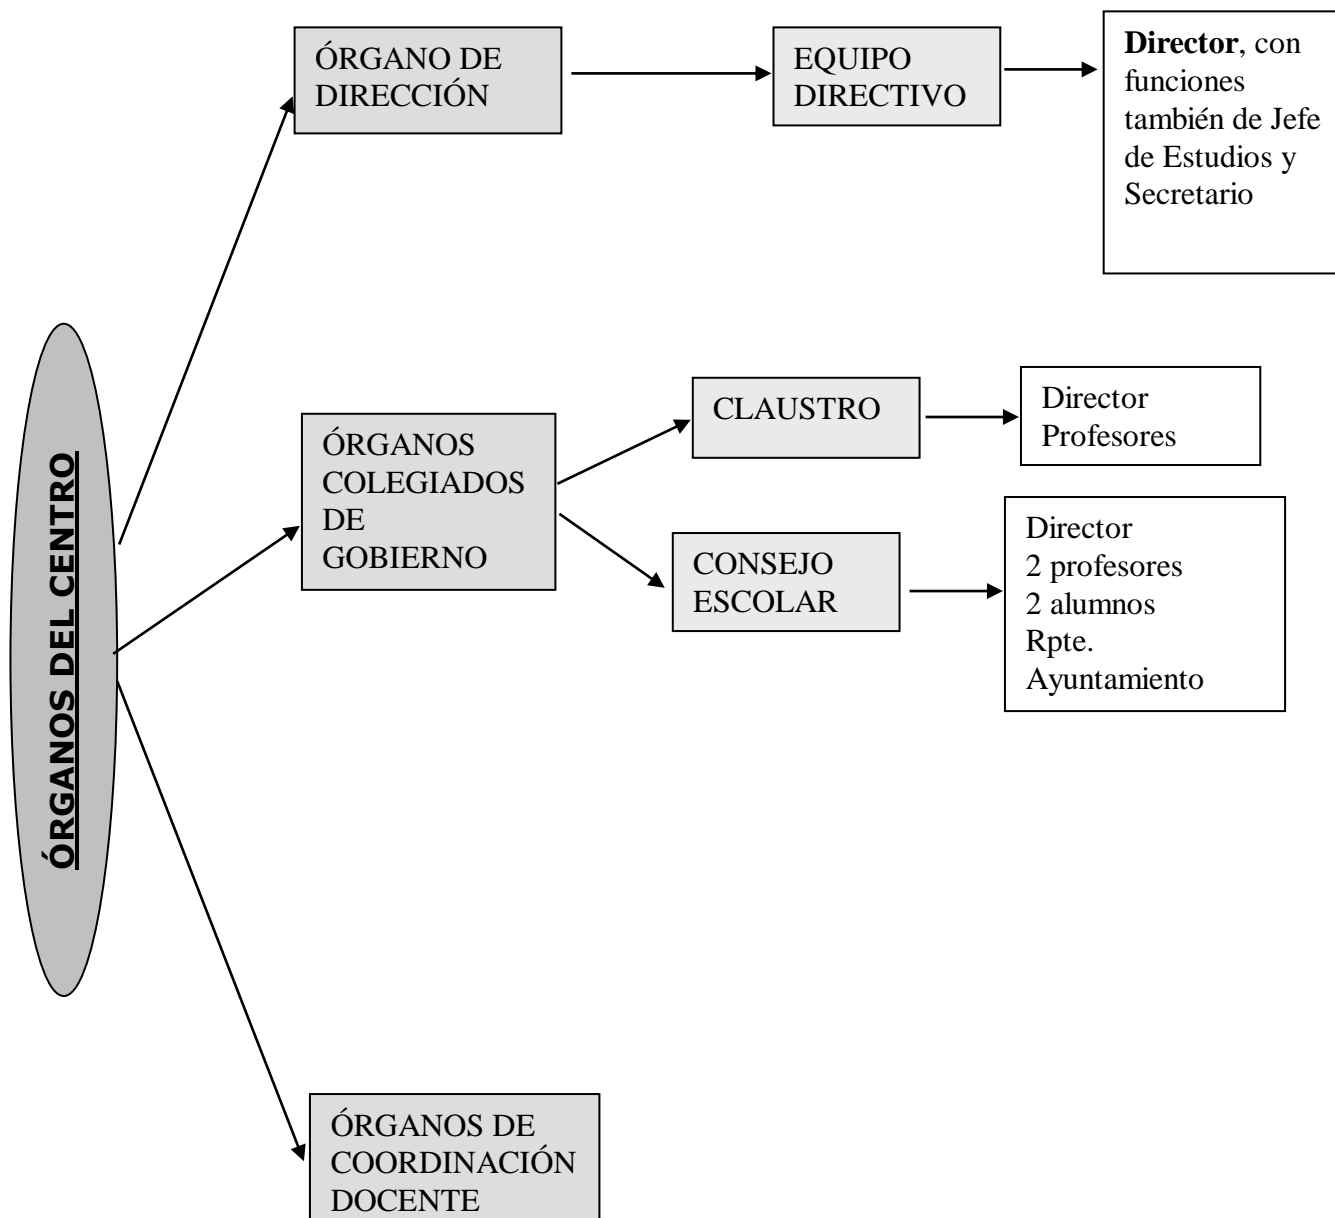 ÓRGANOS DEL CENTRO
ÓRGANO DE
DIRECCIÓN
EQUIPO
DIRECTIVO
Director, con
funciones
también de Jefe
de Estudios y
Secretario
ÓRGANOS
COLEGIADOS
DE
GOBIERNO
CLAUSTRO
Director
Profesores
CONSEJO
ESCOLAR
Director
2 profesores
2 alumnos
Rpte.
Ayuntamiento
ÓRGANOS DE
COORDINACIÓN
DOCENTE